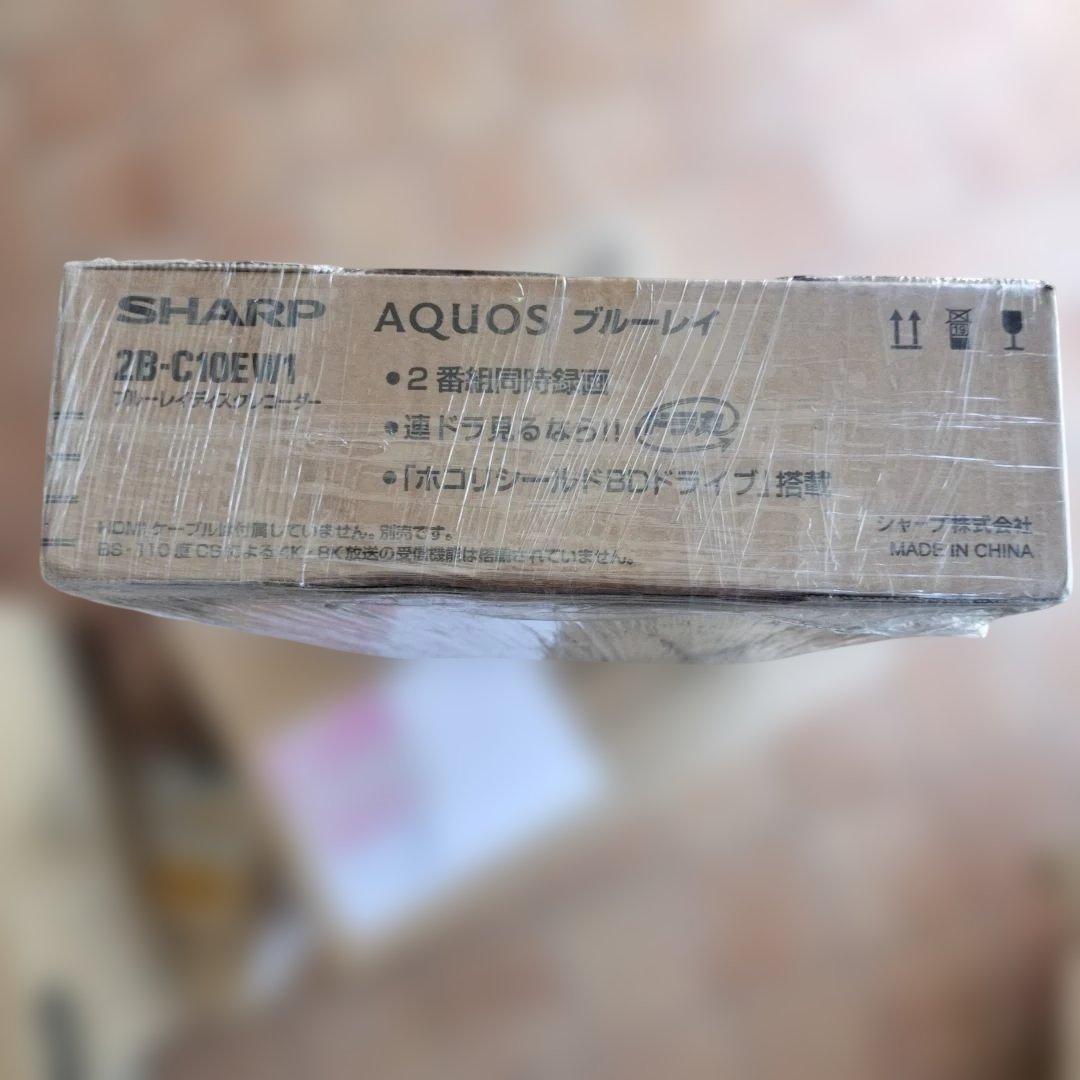 SHARP
2B-C10EW1
ブルーレイディスクレコーダー
AQUOS ブルーレイ
●2番組同時録画
●連ドラ見るなら!! ドラ丸
●「ホコリシールドBDドライブ」搭載
HDMIケーブルは付属していません。別売です。
BS・110度CSによる4K・8K放送の受信機能は搭載されていません。
シャープ株式会社
MADE IN CHINA